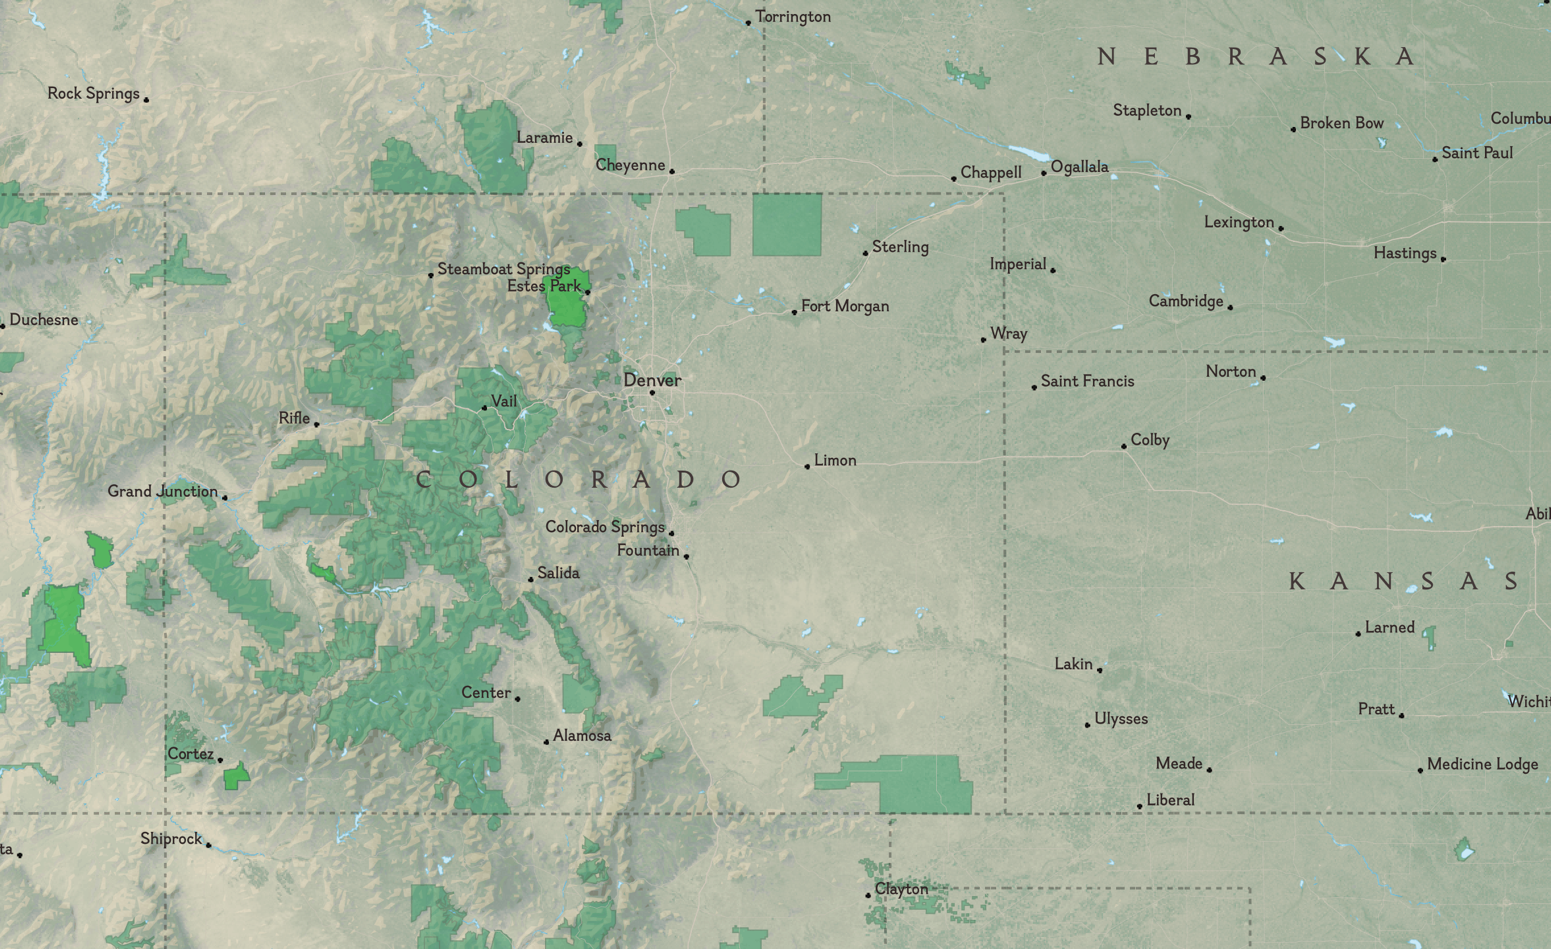 Torrington
NEBRASKA
Rock Springs
Stapleton
Broken Bow
Columbu
Laramie
Saint Paul
Cheyenne
Chappell
Ogallala
Lexington
Sterling
Hastings
Steamboat Springs
Imperial
Estes Park
Cambridge
Fort Morgan
Duchesne
Wray
Norton
Denver
Saint Francis
Vail
Rifle
Colby
Limon
COLORADO
Grand Junction
Abil
Colorado Springs
Fountain
Salida
KANSAS
Larned
Lakin
Center
Wichit
Pratt
Ulysses
Alamosa
Cortez
Meade
Medicine Lodge
Liberal
Shiprock
ta
Clayton